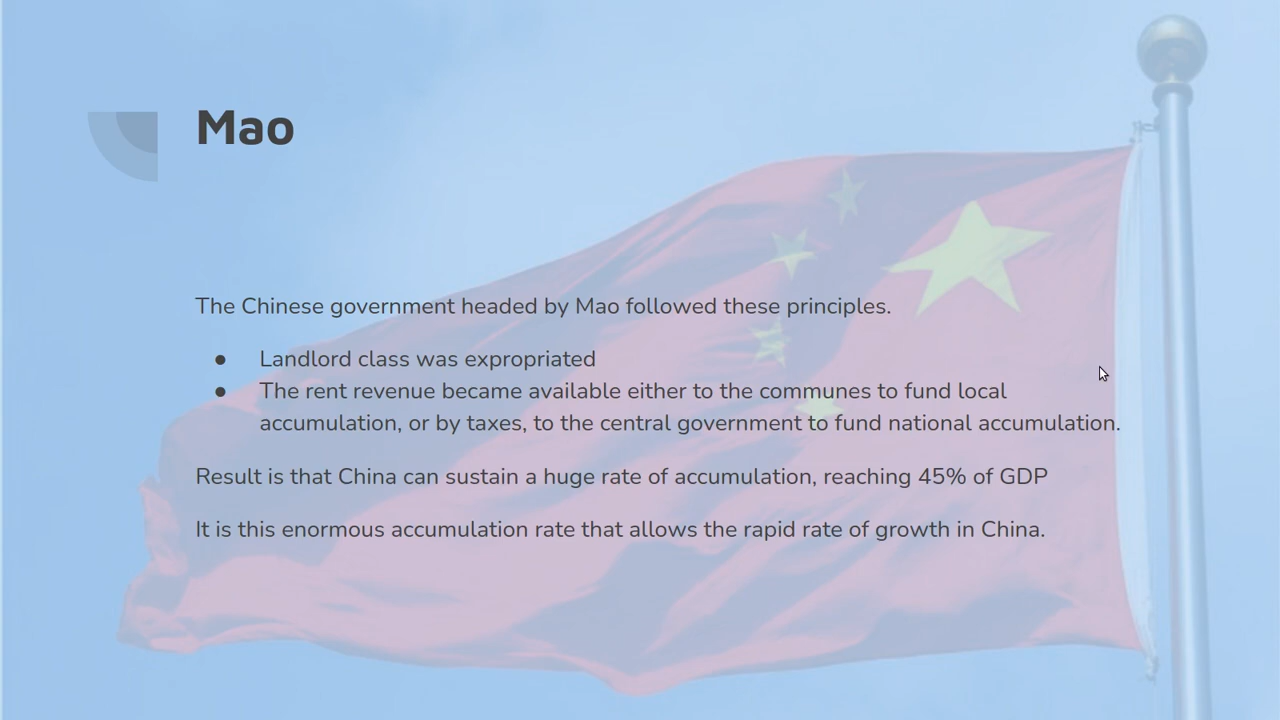 Mao
The Chinese government headed by Mao followed these principles.
● Landlord class was expropriated
● The rent revenue became available either to the communes to fund local
accumulation, or by taxes, to the central government to fund national accumulation.
Result is that China can sustain a huge rate of accumulation, reaching 45% of GDP
It is this enormous accumulation rate that allows the rapid rate of growth in China.